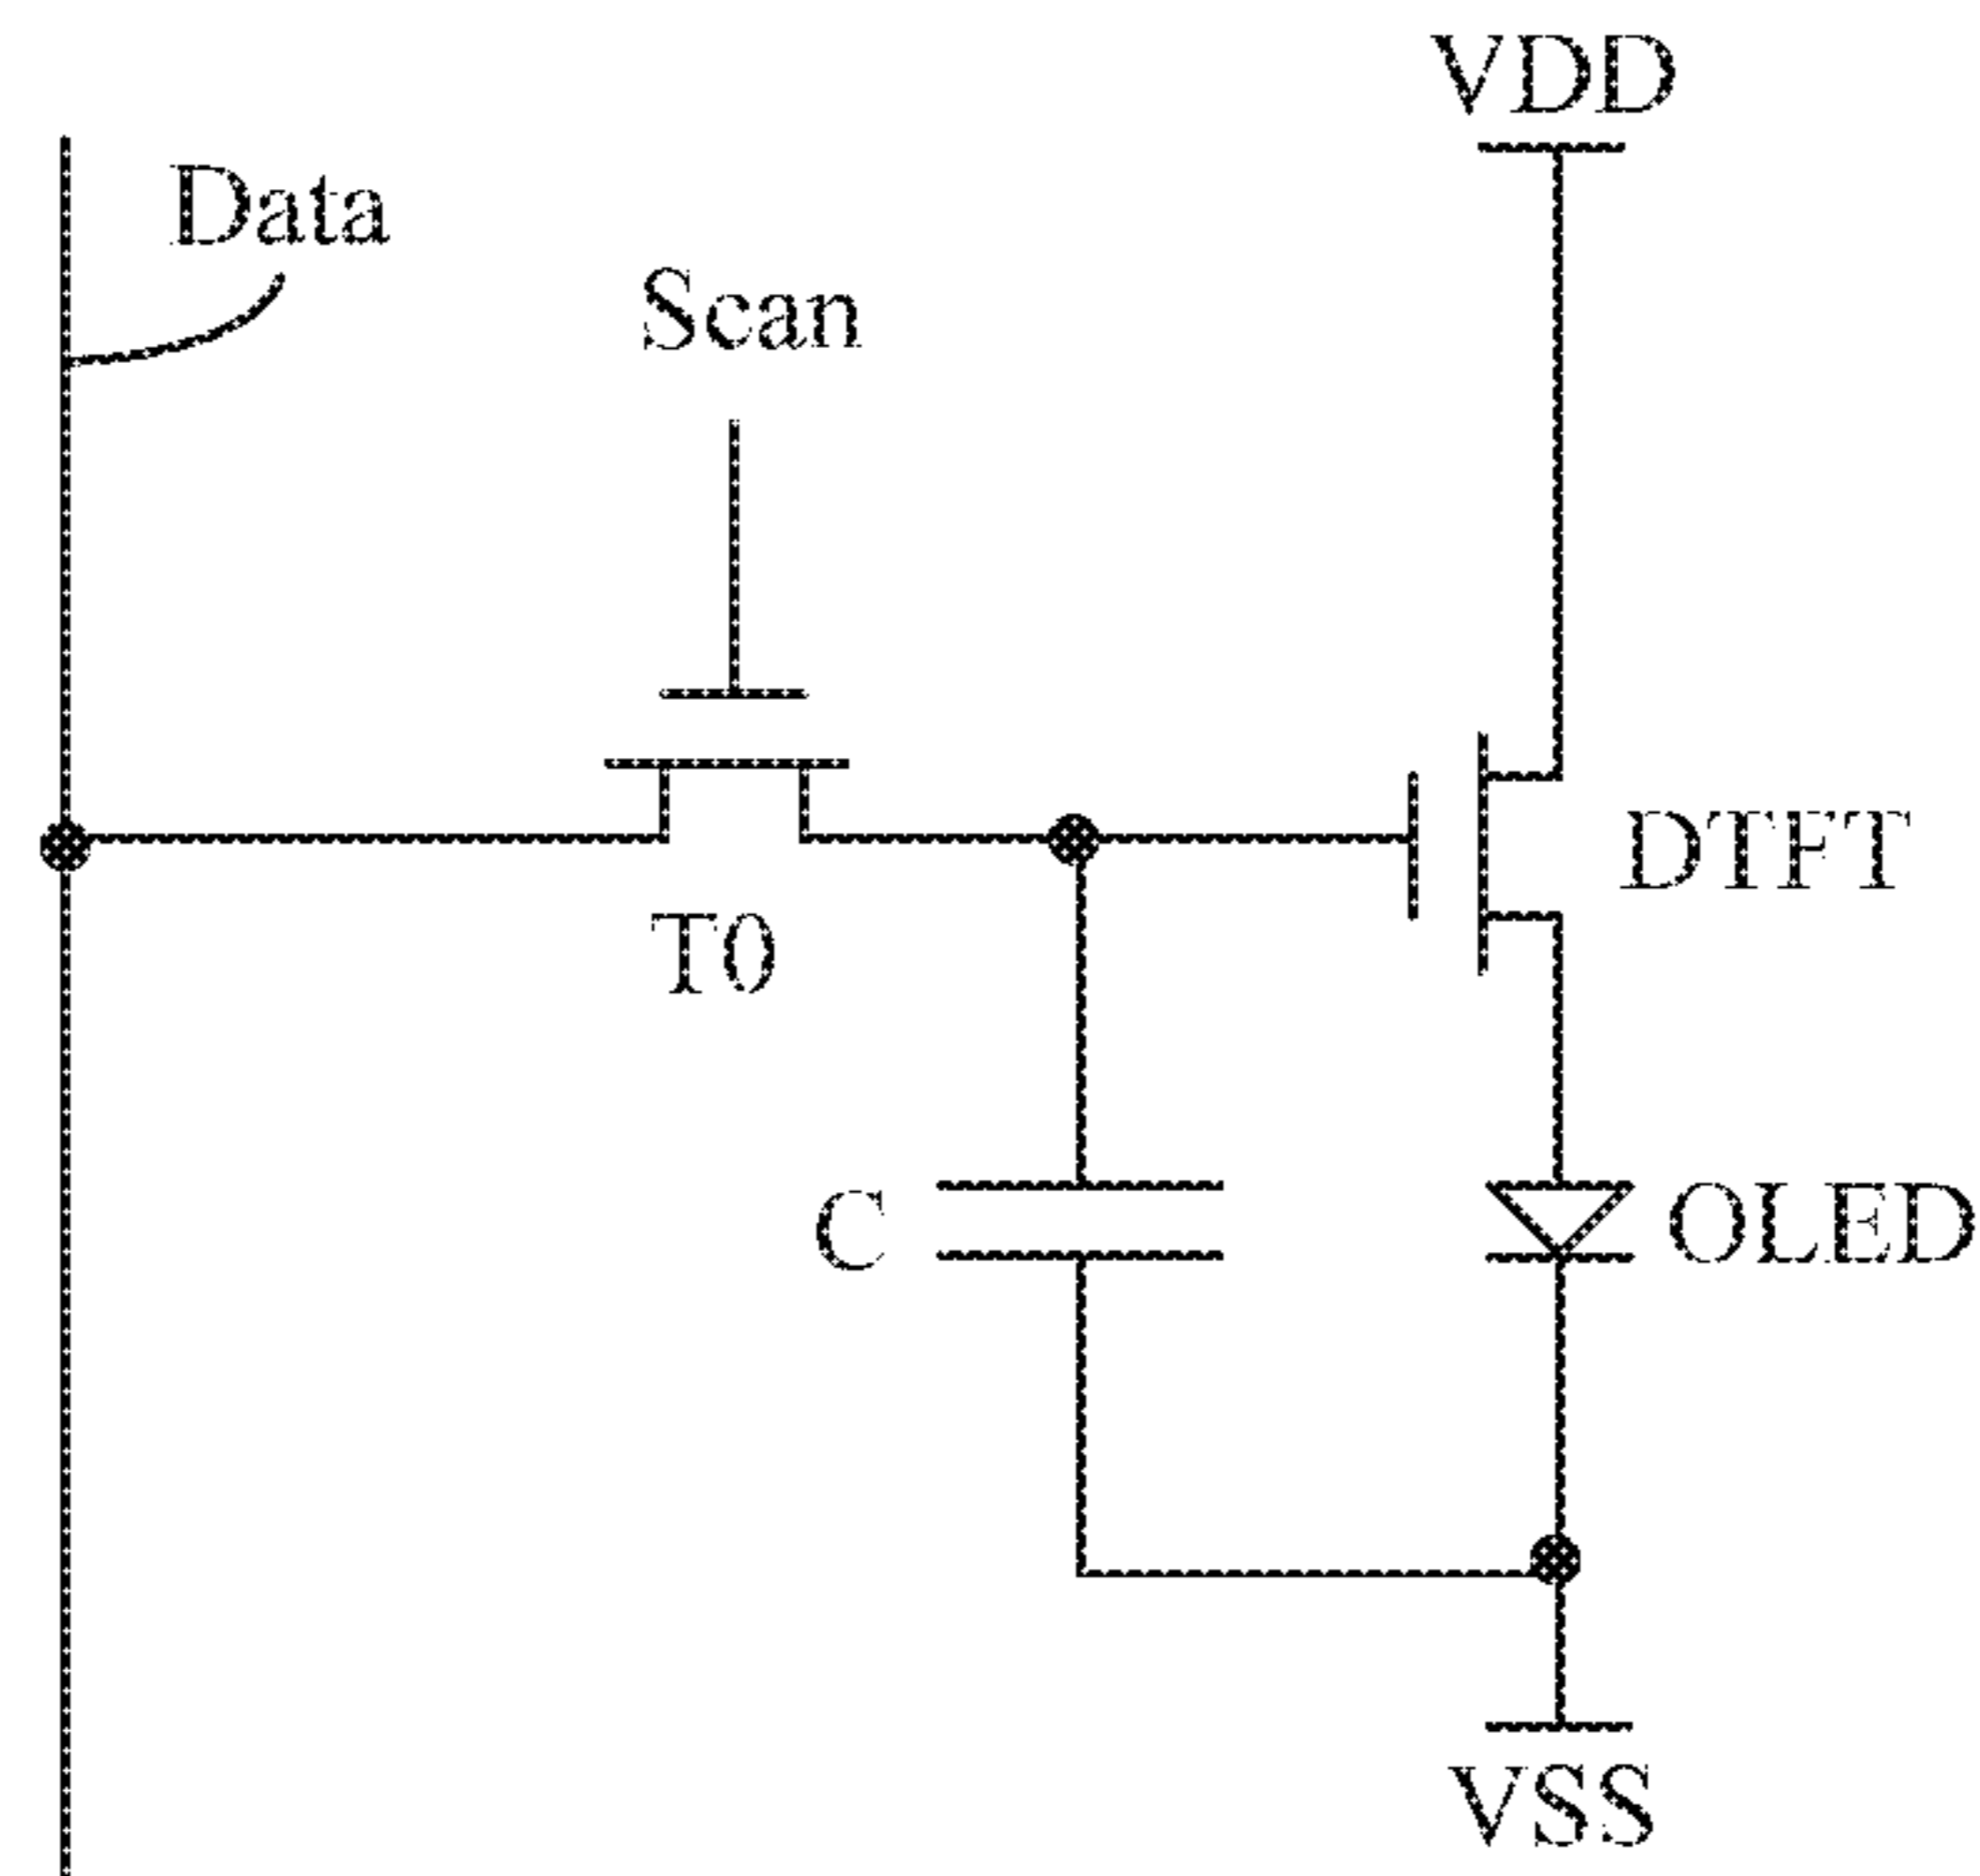 VDD
Data
Scan
DTFT
T0
C
OLED
VSS